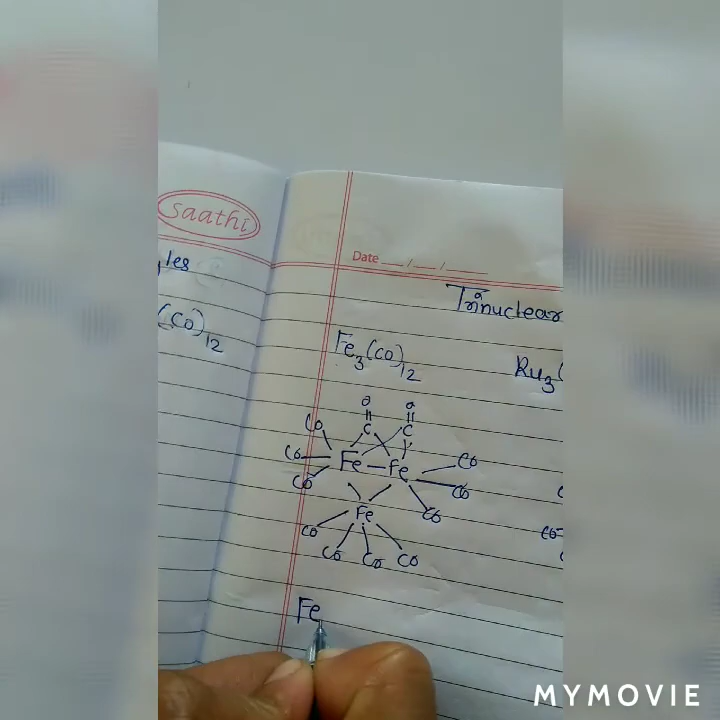 saathi
Date
les
Trinuclear
(CO)12
Fe3(CO)12
Ru3(
O O
CO C C
CO Fe Fe CO
CO CO
Fe CO
CO CO
CO CO CO CO
Fe
MYMOVIE